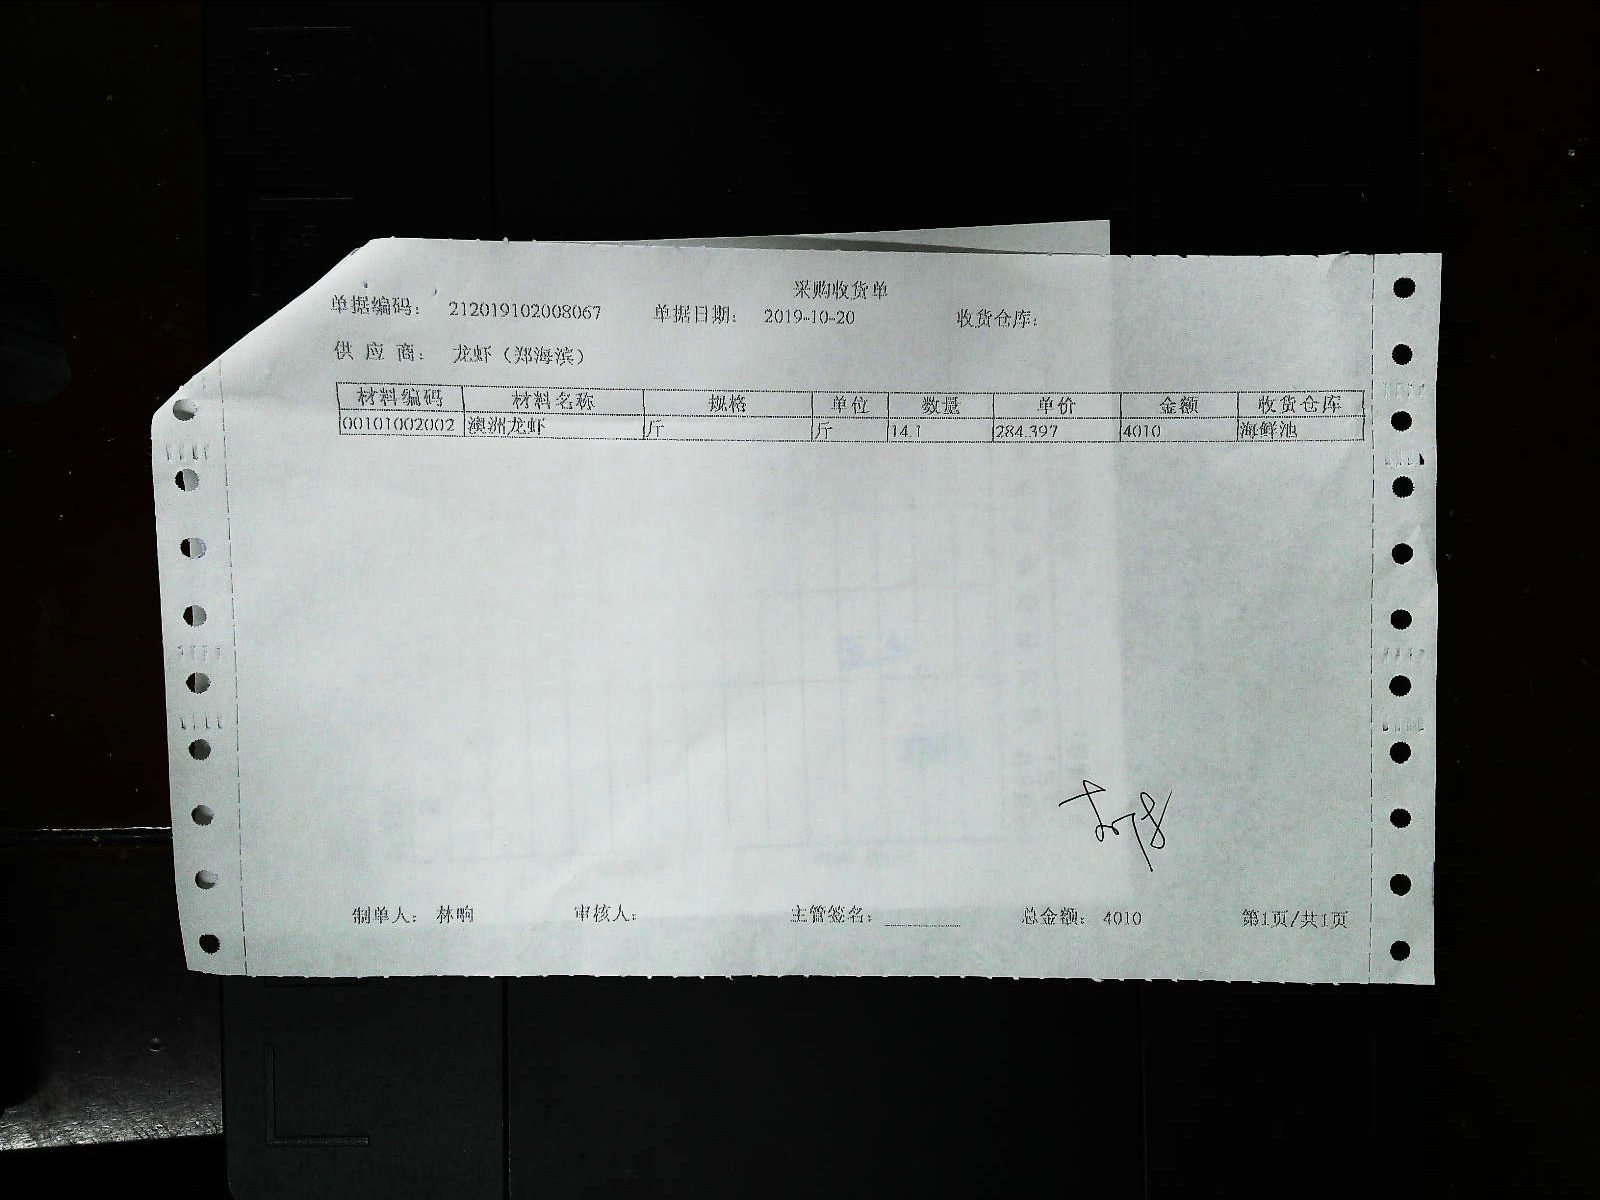 采购收货单
单据编码： 212019102008067 单据日期： 2019-10-20 收货仓库：
供 应 商： 龙虾（郑海滨）
材料编码 材料名称 规格 单位 数量 单价 金额 收货仓库
00101002002 澳洲龙虾 斤 斤 14.1 284.397 4010 海鲜池
制单人： 林响 审核人： 主管签名： 总金额： 4010 第1页/共1页